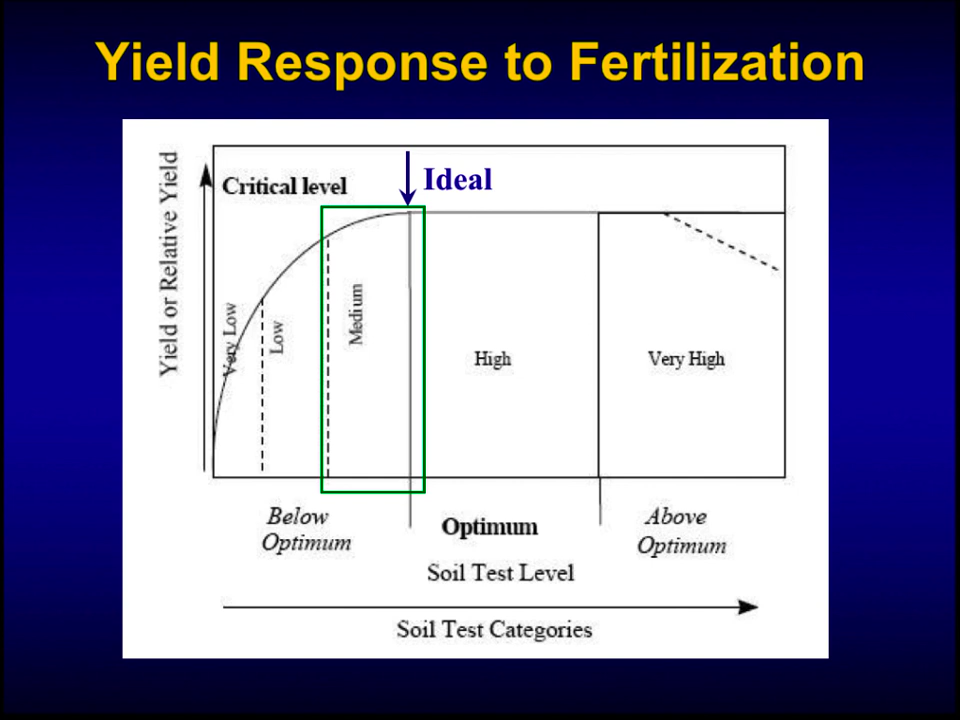 Yield Response to Fertilization
Ideal
Critical level
Yield or Relative Yield
Very Low
Low
Medium
High
Very High
Below
Optimum
Optimum
Above
Optimum
Soil Test Level
Soil Test Categories